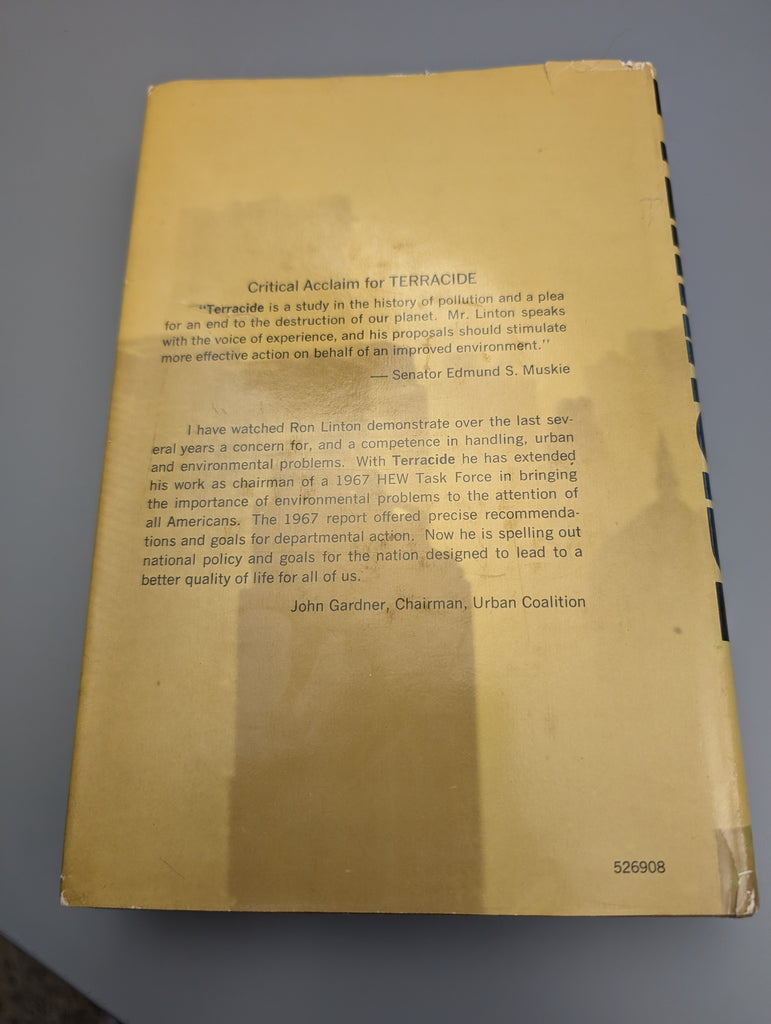 Critical Acclaim for TERRACIDE
"Terracide is a study in the history of pollution and a plea
for an end to the destruction of our planet. Mr. Linton speaks
with the voice of experience, and his proposals should stimulate
more effective action on behalf of an improved environment."
— Senator Edmund S. Muskie
I have watched Ron Linton demonstrate over the last sev-
eral years a concern for, and a competence in handling, urban
and environmental problems. With Terracide he has extended
his work as chairman of a 1967 HEW Task Force in bringing
the importance of environmental problems to the attention of
all Americans. The 1967 report offered precise recommenda-
tions and goals for departmental action. Now he is spelling out
national policy and goals for the nation designed to lead to a
better quality of life for all of us.
John Gardner, Chairman, Urban Coalition
526908